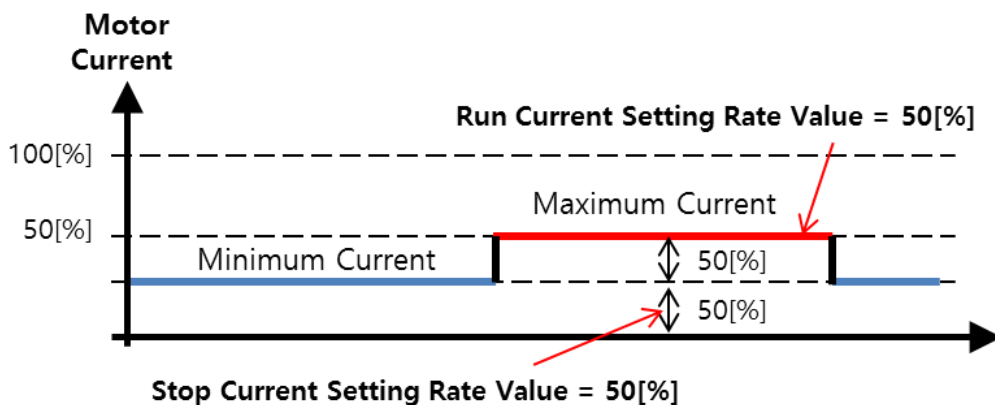 Motor
Current
Run Current Setting Rate Value = 50[%]
100[%]
Maximum Current
50[%]
Minimum Current
50[%]
50[%]
Stop Current Setting Rate Value = 50[%]